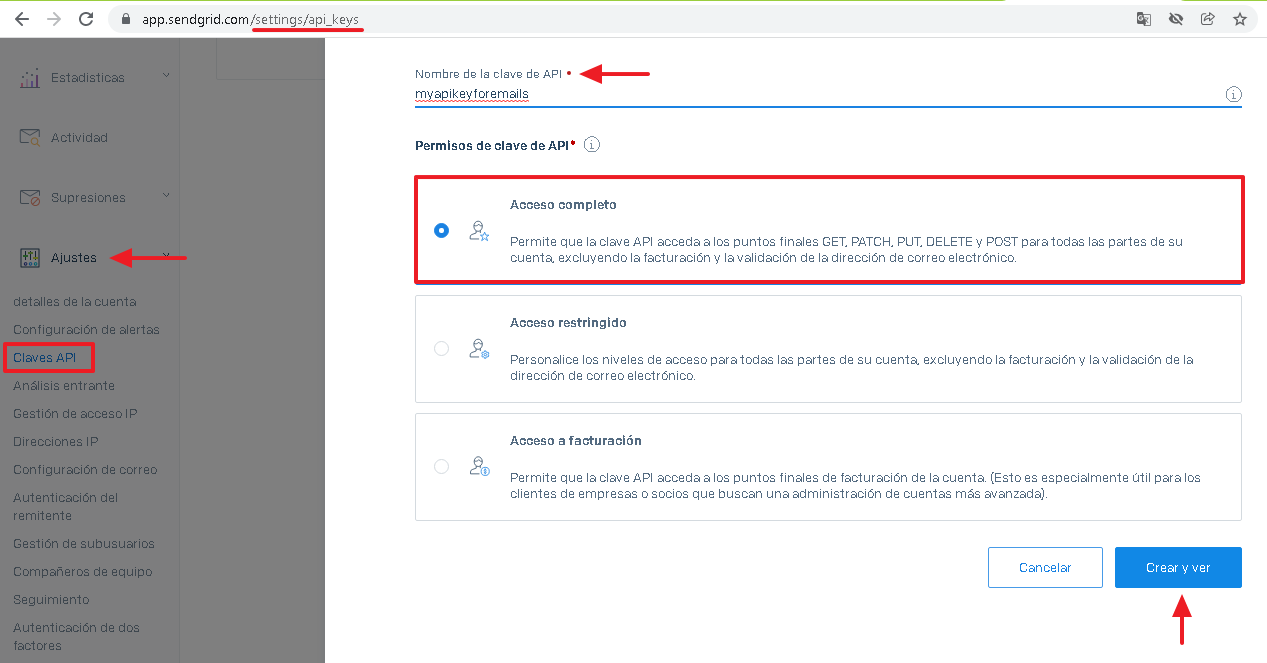 app.sendgrid.com/settings/api_keys
Estadisticas
Actividad
Supresiones
Ajustes
detalles de la cuenta
Configuración de alertas
Claves API
Análisis entrante
Gestión de acceso IP
Direcciones IP
Configuración de correo
Autenticación del
remitente
Gestión de subusuarios
Compañeros de equipo
Seguimiento
Autenticación de dos
factores
Nombre de la clave de API •
myapikeyforemails
Permisos de clave de API•
Acceso completo
Permite que la clave API acceda a los puntos finales GET, PATCH, PUT, DELETE y POST para todas las partes de su
cuenta, excluyendo la facturación y la validación de la dirección de correo electrónico.
Acceso restringido
Personalice los niveles de acceso para todas las partes de su cuenta, excluyendo la facturación y la validación de la
dirección de correo electrónico.
Acceso a facturación
Permite que la clave API acceda a los puntos finales de facturación de la cuenta. (Esto es especialmente útil para los
clientes de empresas o socios que buscan una administración de cuentas más avanzada).
Cancelar
Crear y ver